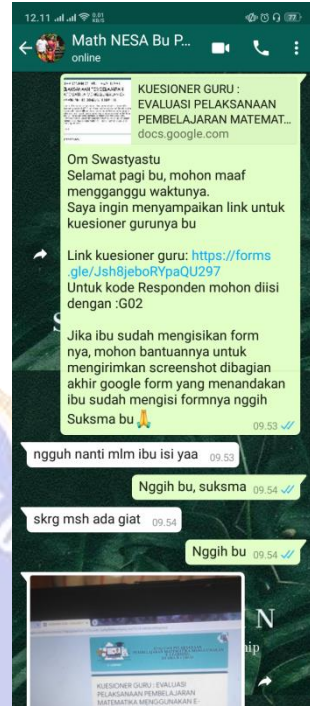 12.11
0.01
KB/s
77
Math NESA Bu P...
online
KUESIONER GURU :
EVALUASI PELAKSANAAN
PEMBELAJARAN MATEMAT...
docs.google.com
Om Swastyastu
Selamat pagi bu, mohon maaf
mengganggu waktunya.
Saya ingin menyampaikan link untuk
kuesioner gurunya bu
Link kuesioner guru: https://forms
.gle/Jsh8jeboRYpaQU297
Untuk kode Responden mohon diisi
dengan :G02
Jika ibu sudah mengisikan form
nya, mohon bantuannya untuk
mengirimkan screenshot dibagian
akhir google form yang menandakan
ibu sudah mengisi formnya nggih
Suksma bu
09.53
ngguh nanti mlm ibu isi yaa 09.53
Nggih bu, suksma 09.54
skrg msh ada giat 09.54
Nggih bu 09.54
N
hip
KUESIONER GURU : EVALUASI
PELAKSANAAN PEMBELAJARAN
MATEMATIKA MENGGUNAKAN E-